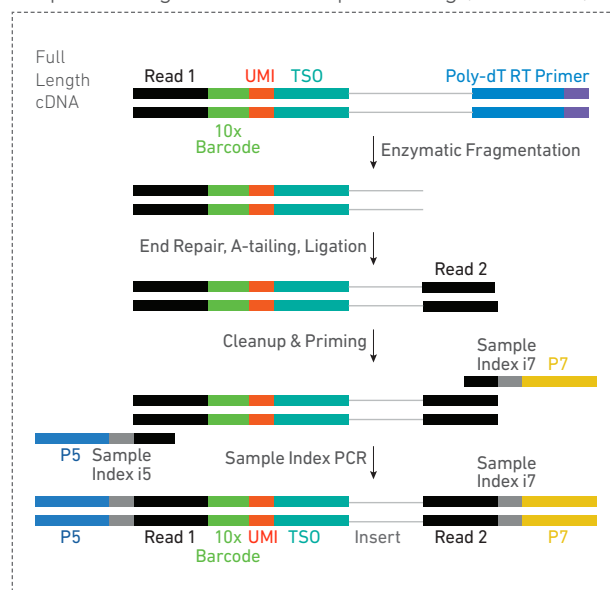 Full
Length
cDNA
Read 1 UMI TSO Poly-dT RT Primer
10x
Barcode
Enzymatic Fragmentation
End Repair, A-tailing, Ligation
Read 2
Cleanup & Priming
Sample
Index i7 P7
P5 Sample
Index i5
Sample Index PCR
Sample
Index i7
P5 Read 1 10x UMI TSO Insert Read 2 P7
Barcode